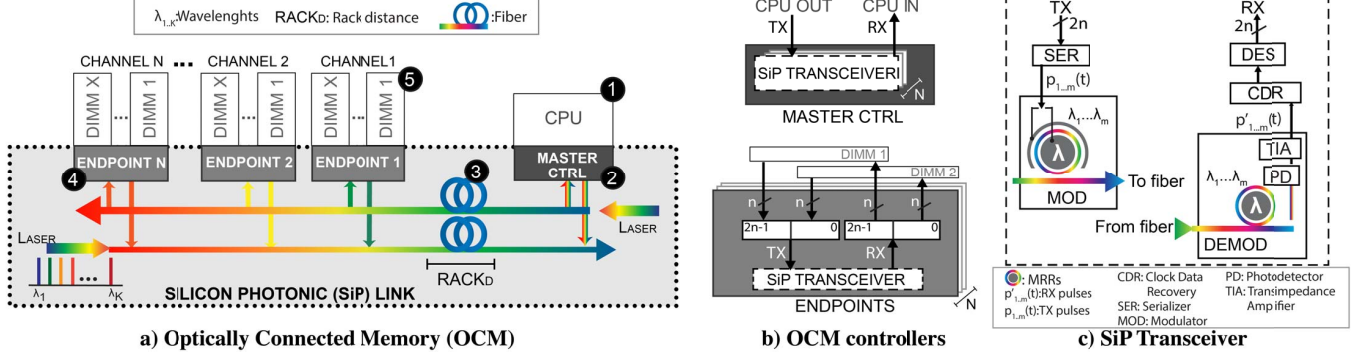 λ1..K:Wavelenghts RACKD: Rack distance :Fiber
CHANNEL N ... CHANNEL 2 CHANNEL1
DIMM X ... DIMM 1 DIMM X ... DIMM 1 DIMM X ... DIMM 1
5
1
CPU
ENDPOINT N ENDPOINT 2 ENDPOINT 1 MASTER CTRL
4
3
2
LASER
LASER
RACKD
λ1 ... λK
SILICON PHOTONIC (SiP) LINK
a) Optically Connected Memory (OCM)
CPU OUT CPU IN
TX RX
SiP TRANSCEIVER
N
MASTER CTRL
DIMM 1
DIMM 2
n n n n
2n-1 0 2n-1 0
TX RX
SiP TRANSCEIVER
ENDPOINTS
N
b) OCM controllers
TX RX
2n 2n
SER DES
p1...m(t)
CDR
p'1...m(t)
λ1...λm
TIA
PD
λ
To fiber
MOD
λ1...λm
λ
From fiber
DEMOD
:MRRs
p'1..m(t):RX pulses
p1..m(t):TX pulses
CDR: Clock Data
Recovery
SER: Serializer
MOD: Modulator
PD: Photodetector
TIA: Transimpedance
Amplifier
c) SiP Transceiver